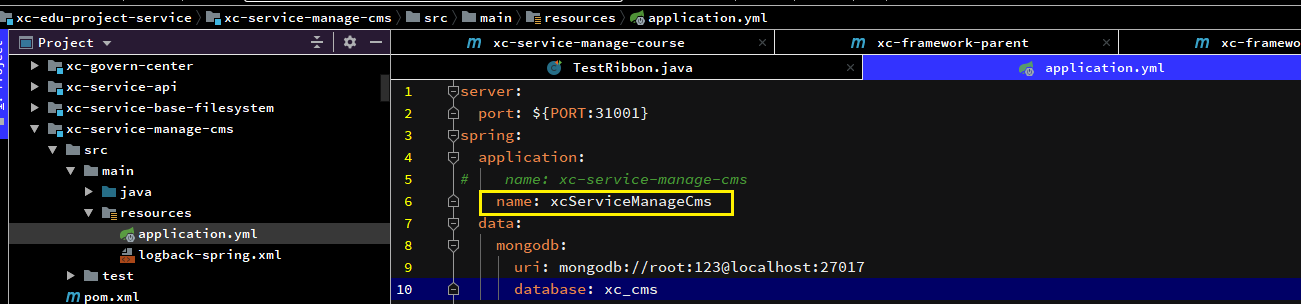 xc-edu-project-service xc-service-manage-cms src main resources application.yml
Project
xc-service-manage-course xc-framework-parent xc-framewo
TestRibbon.java application.yml
xc-govern-center
xc-service-api
xc-service-base-filesystem
xc-service-manage-cms
src
main
java
resources
application.yml
logback-spring.xml
test
pom.xml
1 server:
2 port: ${PORT:31001}
3 spring:
4 application:
5 # name: xc-service-manage-cms
6 name: xcServiceManageCms
7 data:
8 mongodb:
9 uri: mongodb://root:123@localhost:27017
10 database: xc_cms